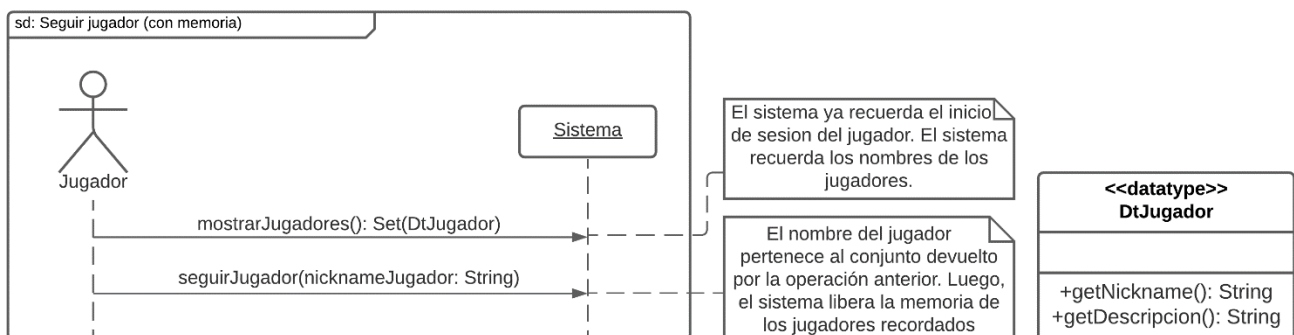 sd: Seguir jugador (con memoria)
Jugador
Sistema
mostrarJugadores(): Set(DtJugador)
seguirJugador(nicknameJugador: String)
El sistema ya recuerda el inicio
de sesion del jugador. El sistema
recuerda los nombres de los
jugadores.
El nombre del jugador
pertenece al conjunto devuelto
por la operación anterior. Luego,
el sistema libera la memoria de
los jugadores recordados
<<datatype>>
DtJugador
+getNickname(): String
+getDescripcion(): String